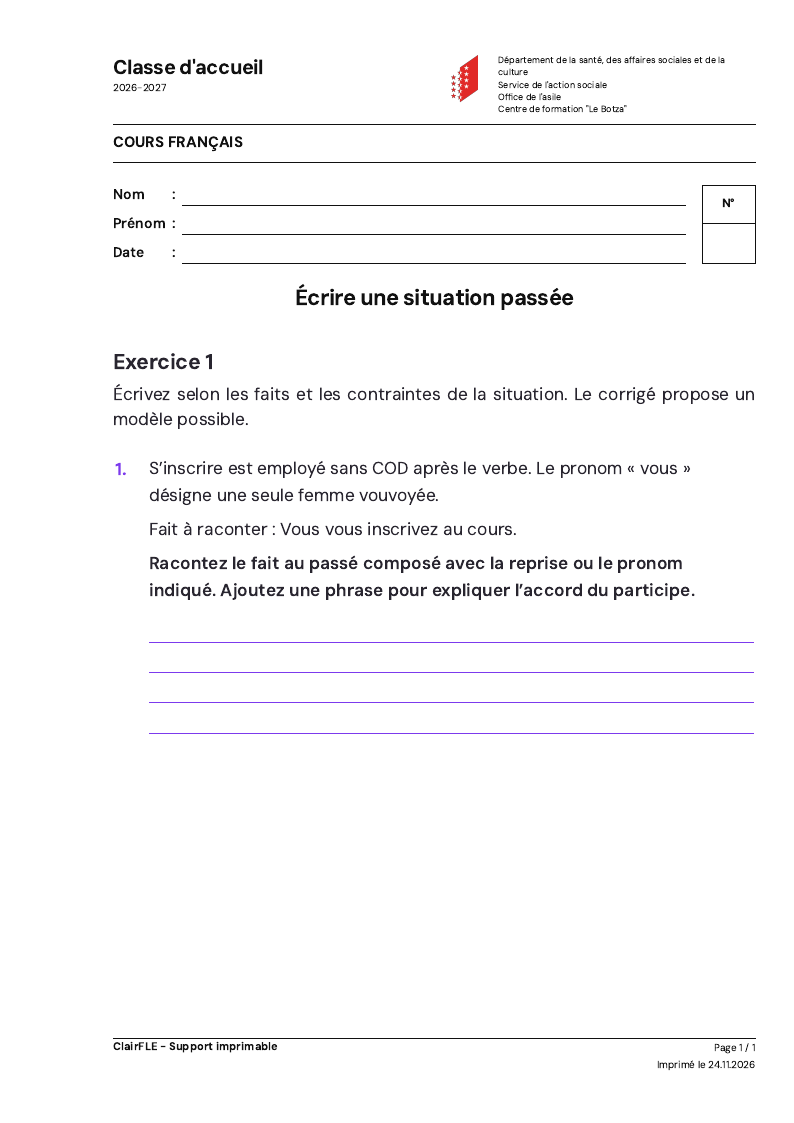 Classe d'accueil
2026-2027
Département de la santé, des affaires sociales et de la
culture
Service de l'action sociale
Office de l'asile
Centre de formation "Le Botza"
COURS FRANÇAIS
Nom :
Prénom :
Date :
N°
Écrire une situation passée
Exercice 1
Écrivez selon les faits et les contraintes de la situation. Le corrigé propose un
modèle possible.
1. S’inscrire est employé sans COD après le verbe. Le pronom « vous »
désigne une seule femme vouvoyée.
Fait à raconter : Vous vous inscrivez au cours.
Racontez le fait au passé composé avec la reprise ou le pronom
indiqué. Ajoutez une phrase pour expliquer l’accord du participe.
ClairFLE - Support imprimable
Page 1 / 1
Imprimé le 24.11.2026